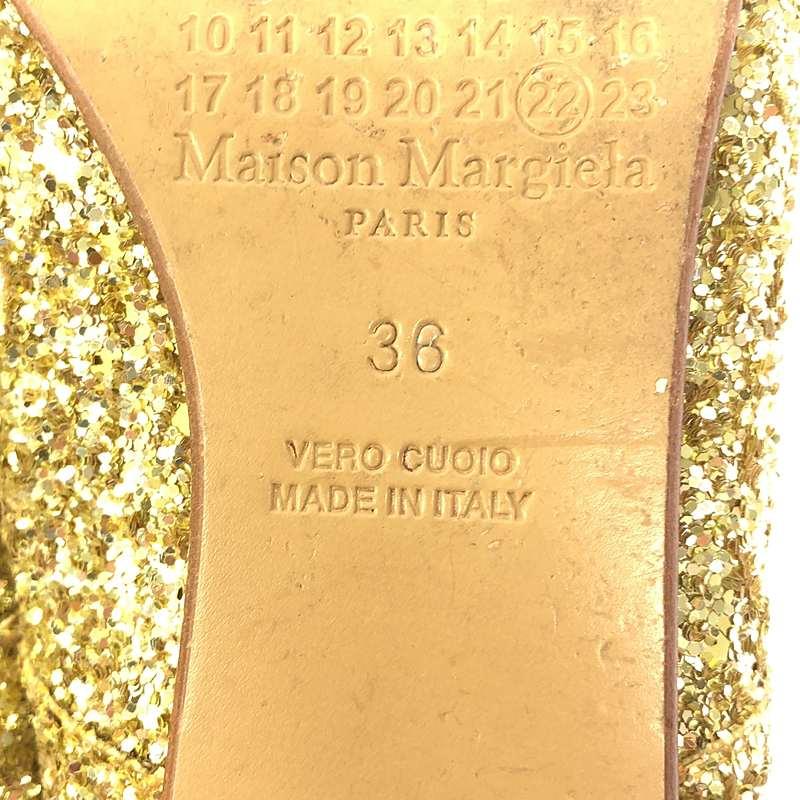 10 11 12 13 14 15 16
17 18 19 20 21 22 23
Maison Margiela
PARIS
36
VERO CUOIO
MADE IN ITALY